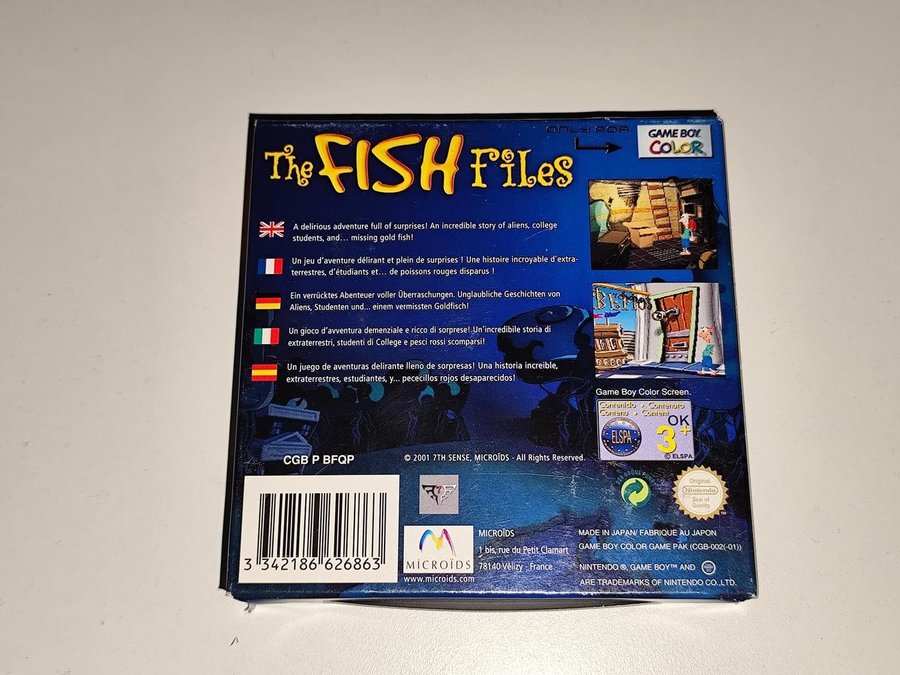 The FISH FiLes
ONLY FOR
GAME BOY
COLOR
A delirious adventure full of surprises! An incredible story of aliens, college
students, and... missing gold fish!
Un jeu d'aventure délirant et plein de surprises ! Une histoire incroyable d'extra-
terrestres, d'étudiants et... de poissons rouges disparus !
Ein verrücktes Abenteuer voller Überraschungen. Unglaubliche Geschichten von
Aliens, Studenten und... einem vermissten Goldfisch!
Un gioco d'avventura demenziale e ricco di sorprese! Un'incredibile storia di
extraterrestri, studenti di College e pesci rossi scomparsi!
Un juego de aventuras delirante lleno de sorpresas! Una historia increible,
extraterrestres, estudiantes, y... pececillos rojos desaparecidos!
Game Boy Color Screen.
Contenido • Contenuto
Contenu • Content
ELSPA
OK
3+
© ELSPA
CGB P BFQP
© 2001 7TH SENSE, MICROÏDS - All Rights Reserved.
Original
Nintendo
Seal of
Quality
3 342186 626863
MICROÏDS
www.microids.com
MICROÏDS
1 bis, rue du Petit Clamart
78140 Vélizy - France
MADE IN JAPAN/ FABRIQUE AU JAPON
GAME BOY COLOR GAME PAK (CGB-002(-01))
NINTENDO ®, GAME BOY™ AND
ARE TRADEMARKS OF NINTENDO CO.,LTD.